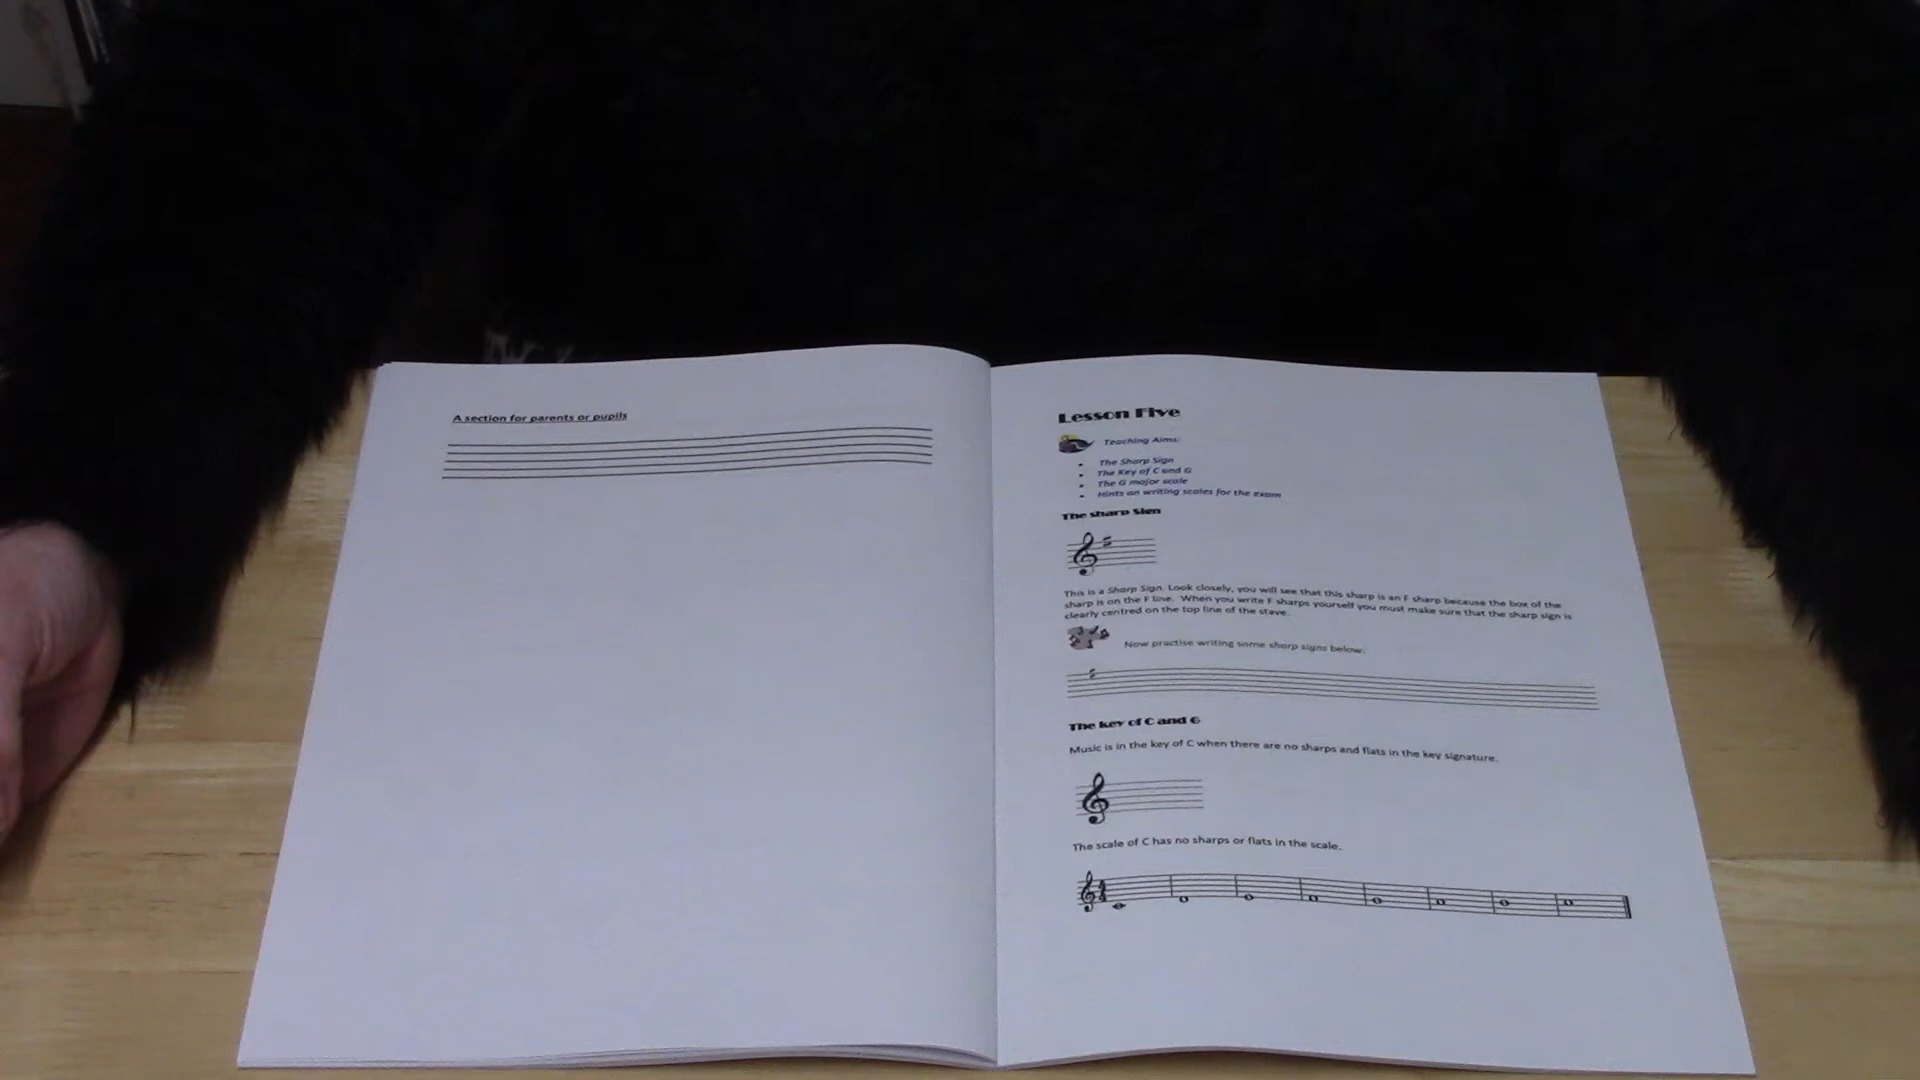 A section for parents or pupils
Lesson Five
Teaching Aims:
The Sharp Sign
The Key of C and G
The G major scale
Hints on writing scales for the exam
The Sharp Sign
This is a Sharp Sign. Look closely, you will see that this sharp is an F sharp because the box of the
sharp is on the F line. When you write F sharps yourself you must make sure that the sharp sign is
clearly centred on the top line of the stave.
Now practise writing some sharp signs below.
The key of C and G
Music is in the key of C when there are no sharps and flats in the key signature.
The scale of C has no sharps or flats in the scale.